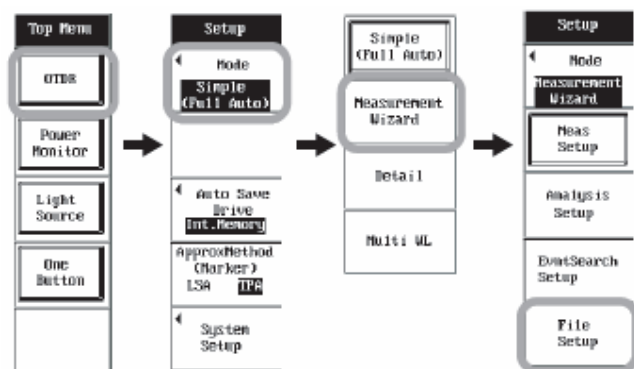 Top Menu
OTDR
Power
Monitor
Light
Source
One
Button
Setup
Mode
Simple
(Full Auto)
Auto Save
Drive
Int.Memory
ApproxMethod
(Marker)
LSA TPA
System
Setup
Simple
(Full Auto)
Measurement
Wizard
Detail
Multi WL
Setup
Mode
Measurement
Wizard
Meas
Setup
Analysis
Setup
EvntSearch
Setup
File
Setup